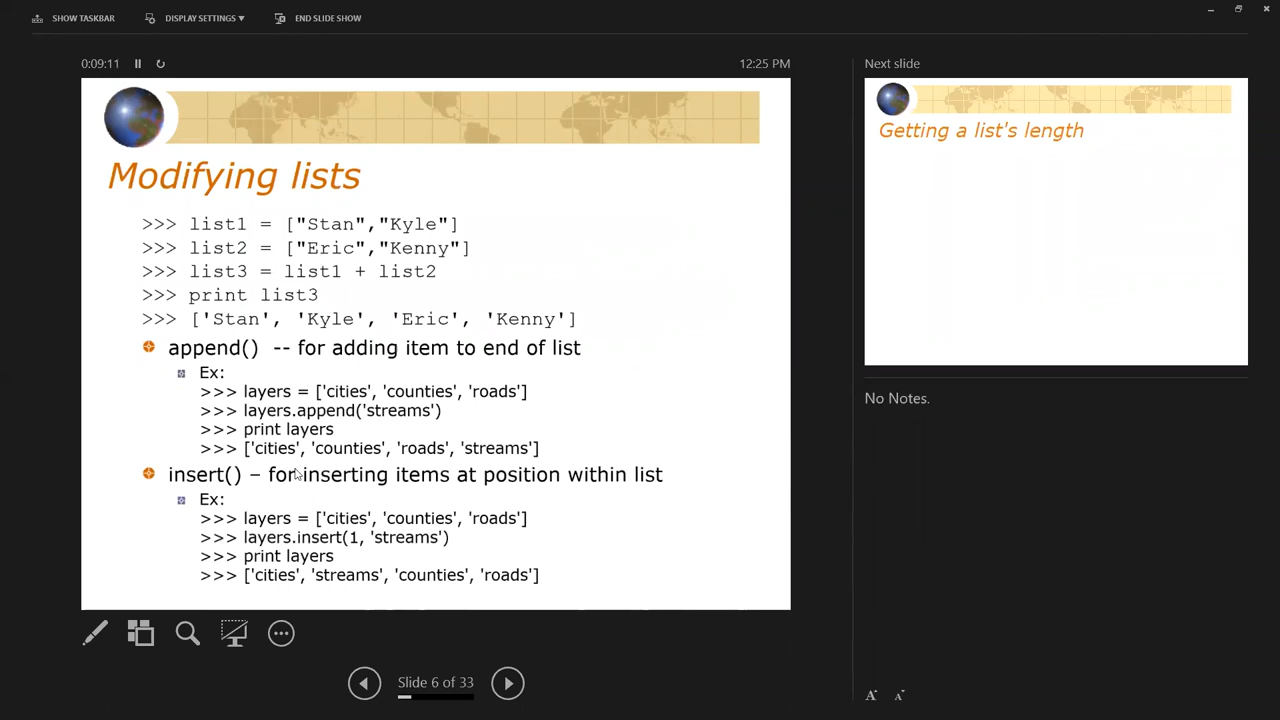 SHOW TASKBAR
DISPLAY SETTINGS ▼
END SLIDE SHOW
0:09:11
12:25 PM
Modifying lists
>>> list1 = ["Stan","Kyle"]
>>> list2 = ["Eric","Kenny"]
>>> list3 = list1 + list2
>>> print list3
>>> ['Stan', 'Kyle', 'Eric', 'Kenny']
append() -- for adding item to end of list
Ex:
>>> layers = ['cities', 'counties', 'roads']
>>> layers.append('streams')
>>> print layers
>>> ['cities', 'counties', 'roads', 'streams']
insert() – for inserting items at position within list
Ex:
>>> layers = ['cities', 'counties', 'roads']
>>> layers.insert(1, 'streams')
>>> print layers
>>> ['cities', 'streams', 'counties', 'roads']
Slide 6 of 33
Next slide
Getting a list's length
No Notes.
A A